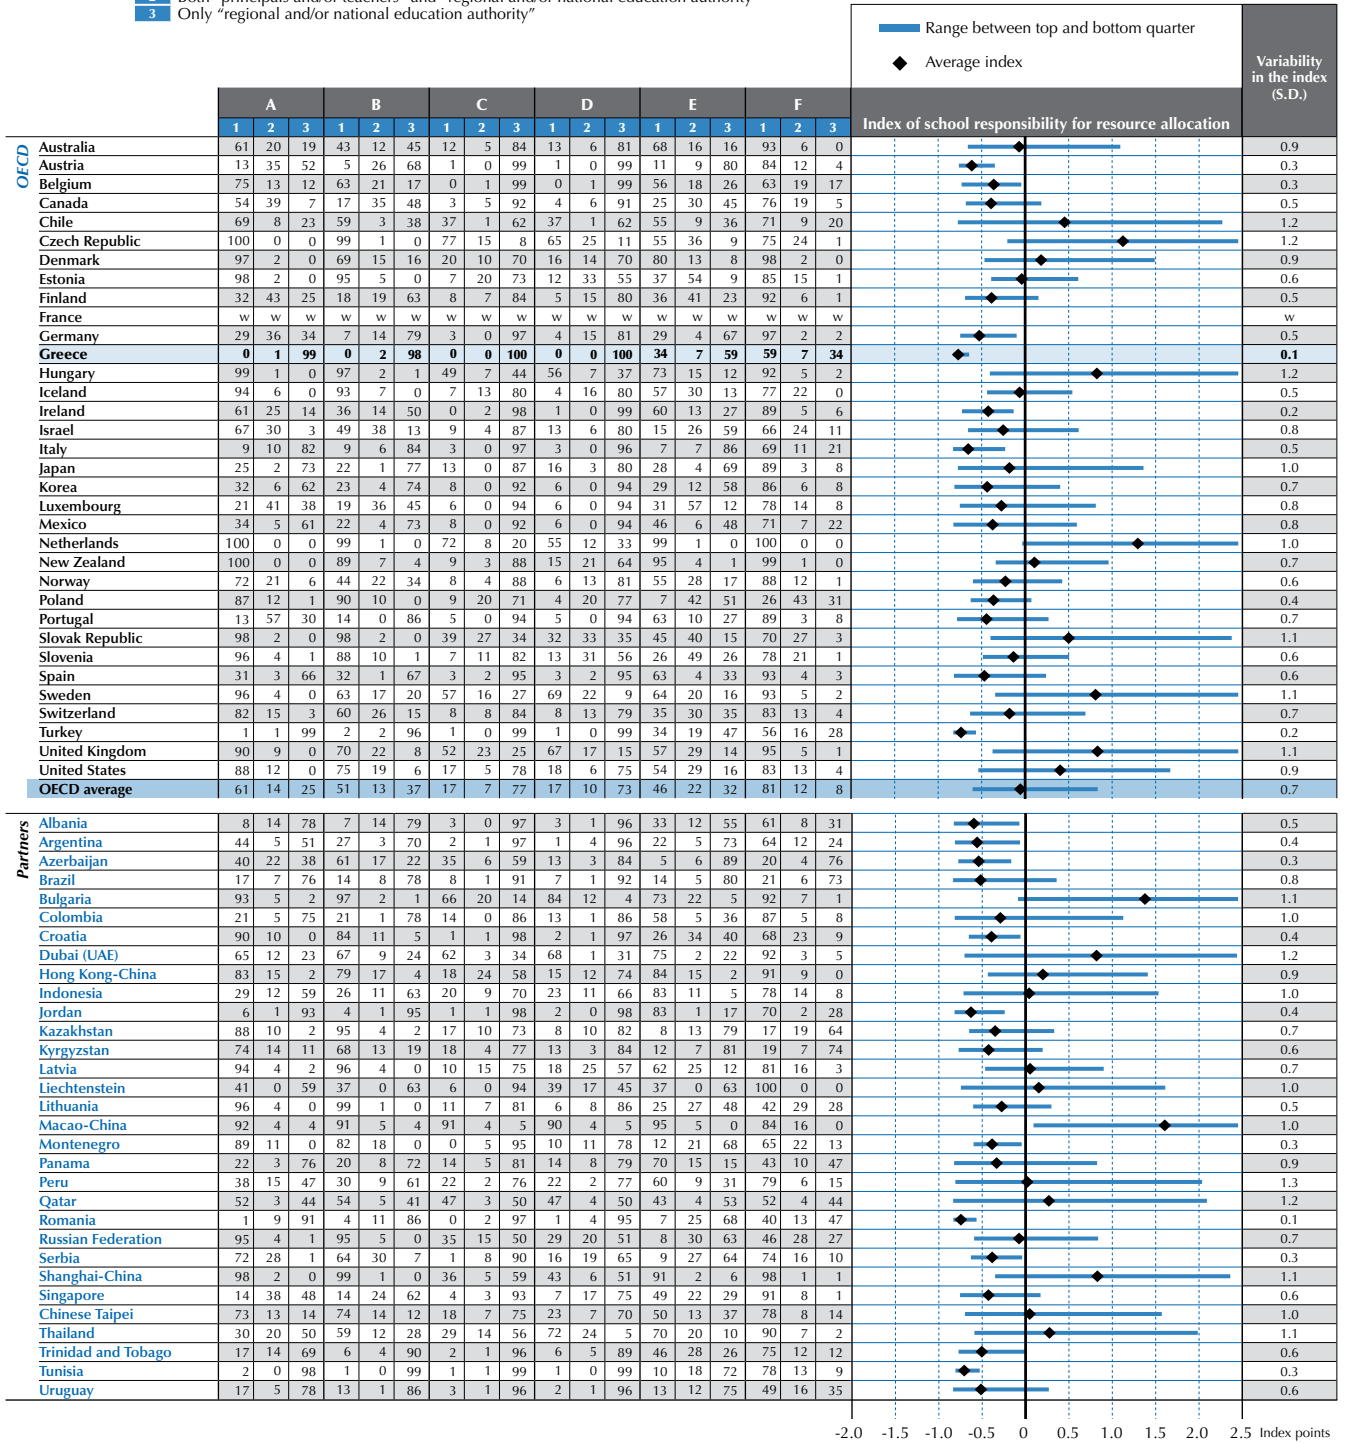 2 Both “principals and/or teachers” and “regional and/or national education authority”
3 Only “regional and/or national education authority”
Range between top and bottom quarter
Average index
Variability in the index (S.D.)
A B C D E F
1 2 3 1 2 3 1 2 3 1 2 3 1 2 3 1 2 3 Index of school responsibility for resource allocation
OECD
Australia 61 20 19 43 12 45 12 5 84 13 6 81 68 16 16 93 6 0 0.9
Austria 13 35 52 5 26 68 1 0 99 1 0 99 11 9 80 84 12 4 0.3
Belgium 75 13 12 63 21 17 0 1 99 0 1 99 56 18 26 63 19 17 0.3
Canada 54 39 7 17 35 48 3 5 92 4 6 91 25 30 45 76 19 5 0.5
Chile 69 8 23 59 3 38 37 1 62 37 1 62 55 9 36 71 9 20 1.2
Czech Republic 100 0 0 99 1 0 77 15 8 65 25 11 55 36 9 75 24 1 1.2
Denmark 97 2 0 69 15 16 20 10 70 16 14 70 80 13 8 98 2 0 0.9
Estonia 98 2 0 95 5 0 7 20 73 12 33 55 37 54 9 85 15 1 0.6
Finland 32 43 25 18 19 63 8 7 84 5 15 80 36 41 23 92 6 1 0.5
France w w w w w w w w w w w w w w w w w w w
Germany 29 36 34 7 14 79 3 0 97 4 15 81 29 4 67 97 2 2 0.5
Greece 0 1 99 0 2 98 0 0 100 0 0 100 34 7 59 59 7 34 0.1
Hungary 99 1 0 97 2 1 49 7 44 56 7 37 73 15 12 92 5 2 1.2
Iceland 94 6 0 93 7 0 7 13 80 4 16 80 57 30 13 77 22 0 0.5
Ireland 61 25 14 36 14 50 0 2 98 1 0 99 60 13 27 89 5 6 0.2
Israel 67 30 3 49 38 13 9 4 87 13 6 80 15 26 59 66 24 11 0.8
Italy 9 10 82 9 6 84 3 0 97 3 0 96 7 7 86 69 11 21 0.5
Japan 25 2 73 22 1 77 13 0 87 16 3 80 28 4 69 89 3 8 1.0
Korea 32 6 62 23 4 74 8 0 92 6 0 94 29 12 58 86 6 8 0.7
Luxembourg 21 41 38 19 36 45 6 0 94 6 0 94 31 57 12 78 14 8 0.8
Mexico 34 5 61 22 4 73 8 0 92 6 0 94 46 6 48 71 7 22 0.8
Netherlands 100 0 0 99 1 0 72 8 20 55 12 33 99 1 0 100 0 0 1.0
New Zealand 100 0 0 89 7 4 9 3 88 15 21 64 95 4 1 99 1 0 0.7
Norway 72 21 6 44 22 34 8 4 88 6 13 81 55 28 17 88 12 1 0.6
Poland 87 12 1 90 10 0 9 20 71 4 20 77 7 42 51 26 43 31 0.4
Portugal 13 57 30 14 0 86 5 0 94 5 0 94 63 10 27 89 3 8 0.7
Slovak Republic 98 2 0 98 2 0 39 27 34 32 33 35 45 40 15 70 27 3 1.1
Slovenia 96 4 1 88 10 1 7 11 82 13 31 56 26 49 26 78 21 1 0.6
Spain 31 3 66 32 1 67 3 2 95 3 2 95 63 4 33 93 4 3 0.6
Sweden 96 4 0 63 17 20 57 16 27 69 22 9 64 20 16 93 5 2 1.1
Switzerland 82 15 3 60 26 15 8 8 84 8 13 79 35 30 35 83 13 4 0.7
Turkey 1 1 99 2 2 96 1 0 99 1 0 99 34 19 47 56 16 28 0.2
United Kingdom 90 9 0 70 22 8 52 23 25 67 17 15 57 29 14 95 5 1 1.1
United States 88 12 0 75 19 6 17 5 78 18 6 75 54 29 16 83 13 4 0.9
OECD average 61 14 25 51 13 37 17 7 77 17 10 73 46 22 32 81 12 8 0.7
Partners
Albania 8 14 78 7 14 79 3 0 97 3 1 96 33 12 55 61 8 31 0.5
Argentina 44 5 51 27 3 70 2 1 97 1 4 96 22 5 73 64 12 24 0.4
Azerbaijan 40 22 38 61 17 22 35 6 59 13 3 84 5 6 89 20 4 76 0.3
Brazil 17 7 76 14 8 78 8 1 91 7 1 92 14 5 80 21 6 73 0.8
Bulgaria 93 5 2 97 2 1 66 20 14 84 12 4 73 22 5 92 7 1 1.1
Colombia 21 5 75 21 1 78 14 0 86 13 1 86 58 5 36 87 5 8 1.0
Croatia 90 10 0 84 11 5 1 1 98 2 1 97 26 34 40 68 23 9 0.4
Dubai (UAE) 65 12 23 67 9 24 62 3 34 68 1 31 75 2 22 92 3 5 1.2
Hong Kong-China 83 15 2 79 17 4 18 24 58 15 12 74 84 15 2 91 9 0 0.9
Indonesia 29 12 59 26 11 63 20 9 70 23 11 66 83 11 5 78 14 8 1.0
Jordan 6 1 93 4 1 95 1 1 98 2 0 98 83 1 17 70 2 28 0.4
Kazakhstan 88 10 2 95 4 2 17 10 73 8 10 82 8 13 79 17 19 64 0.7
Kyrgyzstan 74 14 11 68 13 19 18 4 77 13 3 84 12 7 81 19 7 74 0.6
Latvia 94 4 2 96 4 0 10 15 75 18 25 57 62 25 12 81 16 3 0.7
Liechtenstein 41 0 59 37 0 63 6 0 94 39 17 45 37 0 63 100 0 0 1.0
Lithuania 96 4 0 99 1 0 11 7 81 6 8 86 25 27 48 42 29 28 0.5
Macao-China 92 4 4 91 5 4 91 4 5 90 4 5 95 5 0 84 16 0 1.0
Montenegro 89 11 0 82 18 0 0 5 95 10 11 78 12 21 68 65 22 13 0.3
Panama 22 3 76 20 8 72 14 5 81 14 8 79 70 15 15 43 10 47 0.9
Peru 38 15 47 30 9 61 22 2 76 22 2 77 60 9 31 79 6 15 1.3
Qatar 52 3 44 54 5 41 47 3 50 47 4 50 43 4 53 52 4 44 1.2
Romania 1 9 91 4 11 86 0 2 97 1 4 95 7 25 68 40 13 47 0.1
Russian Federation 95 4 1 95 5 0 35 15 50 29 20 51 8 30 63 46 28 27 0.7
Serbia 72 28 1 64 30 7 1 8 90 16 19 65 9 27 64 74 16 10 0.3
Shanghai-China 98 2 0 99 1 0 36 5 59 43 6 51 91 2 6 98 1 1 1.1
Singapore 14 38 48 14 24 62 4 3 93 7 17 75 49 22 29 91 8 1 0.6
Chinese Taipei 73 13 14 74 14 12 18 7 75 23 7 70 50 13 37 78 8 14 1.0
Thailand 30 20 50 59 12 28 29 14 56 72 24 5 70 20 10 90 7 2 1.1
Trinidad and Tobago 17 14 69 6 4 90 2 1 96 6 5 89 46 28 26 75 12 12 0.6
Tunisia 2 0 98 1 0 99 1 1 99 1 0 99 10 18 72 78 13 9 0.3
Uruguay 17 5 78 13 1 86 3 1 96 2 1 96 13 12 75 49 16 35 0.6
-2.0 -1.5 -1.0 -0.5 0 0.5 1.0 1.5 2.0 2.5 Index points